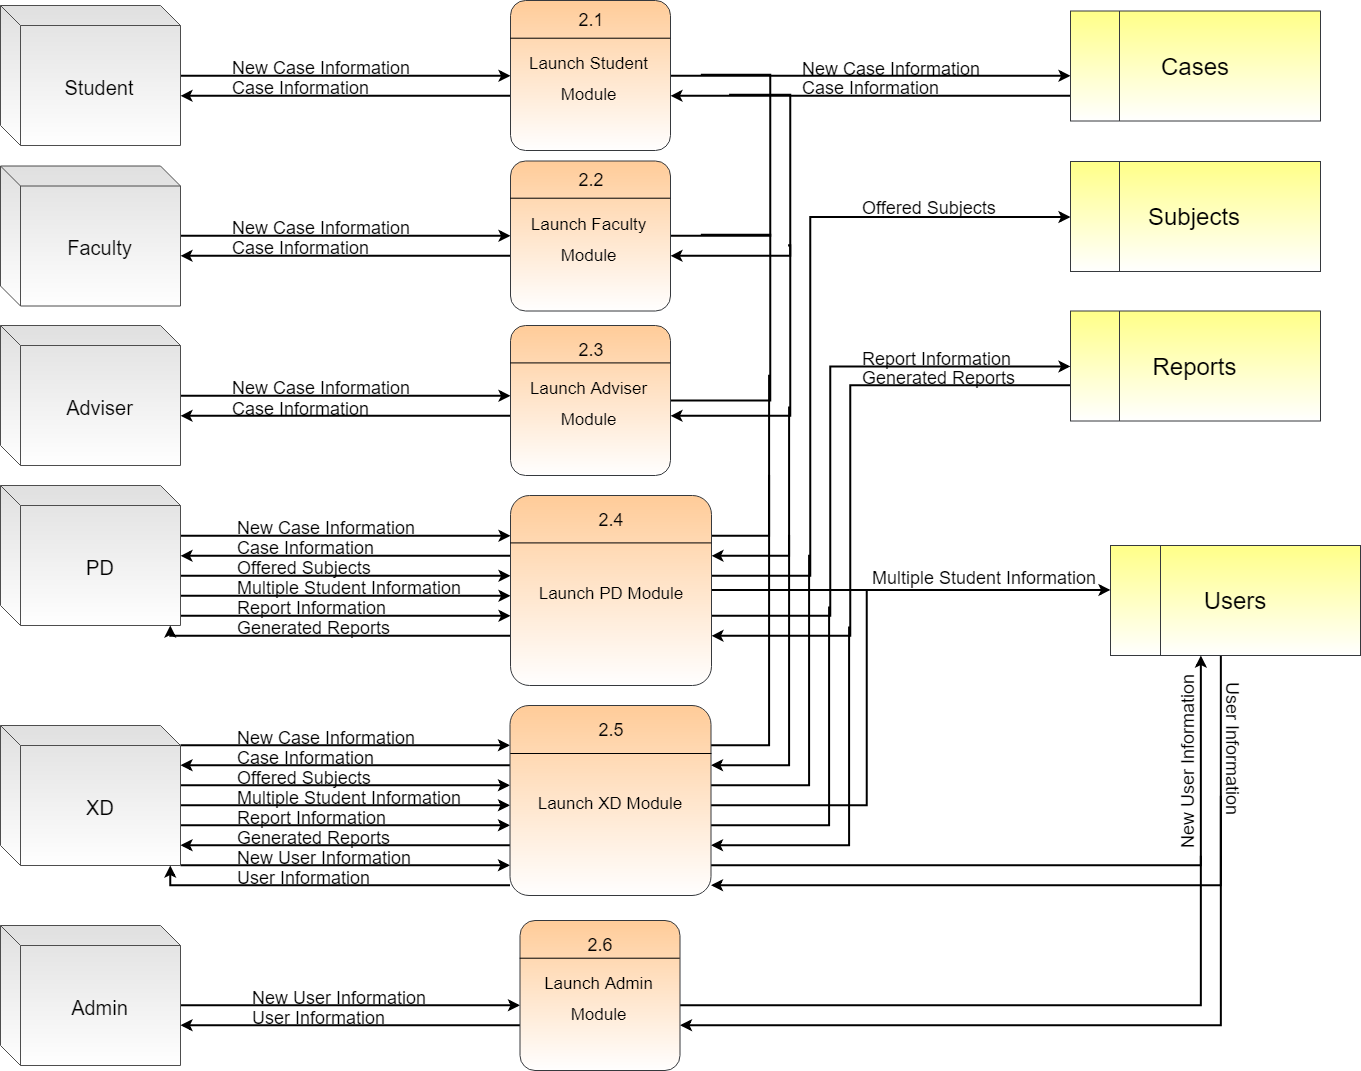 2.1
Launch Student
Module
Student
New Case Information
Case Information
New Case Information
Case Information
Cases
2.2
Launch Faculty
Module
Faculty
New Case Information
Case Information
Offered Subjects
Subjects
2.3
Launch Adviser
Module
Adviser
New Case Information
Case Information
Report Information
Generated Reports
Reports
PD
New Case Information
Case Information
Offered Subjects
Multiple Student Information
Report Information
Generated Reports
2.4
Launch PD Module
Multiple Student Information
Users
New User Information
User Information
XD
New Case Information
Case Information
Offered Subjects
Multiple Student Information
Report Information
Generated Reports
New User Information
User Information
2.5
Launch XD Module
Admin
New User Information
User Information
2.6
Launch Admin
Module